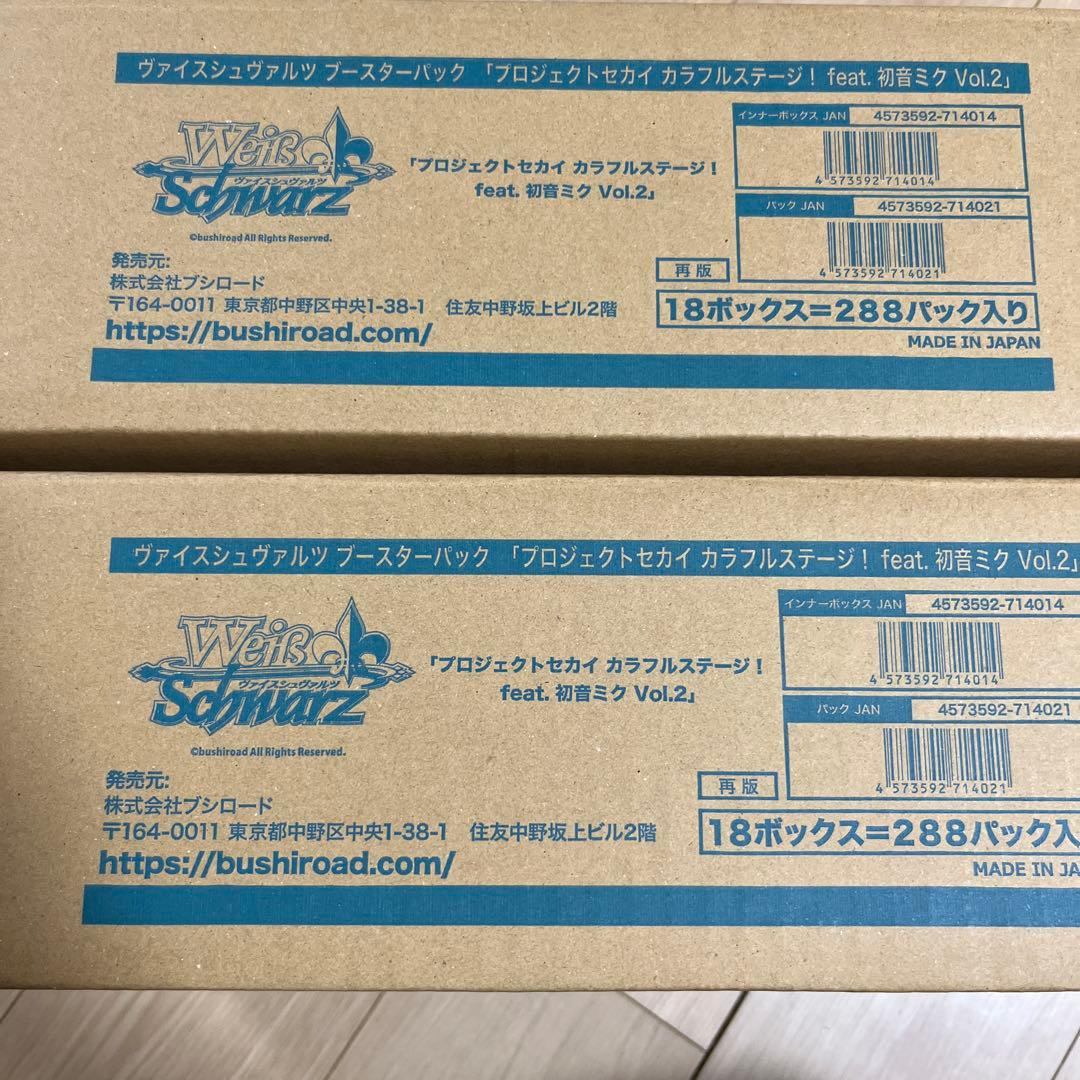 ヴァイスシュヴァルツ ブースターパック 「プロジェクトセカイ カラフルステージ！ feat. 初音ミク Vol.2」
Weiß
ヴァイスシュヴァルツ
Schwarz
©bushiroad All Rights Reserved.
「プロジェクトセカイ カラフルステージ！
feat. 初音ミク Vol.2」
インナーボックス JAN 4573592-714014
4 573592 714014
パック JAN 4573592-714021
4 573592 714021
発売元:
株式会社ブシロード
〒164-0011 東京都中野区中央1-38-1 住友中野坂上ビル2階
https://bushiroad.com/
再版
18ボックス=288パック入り
MADE IN JAPAN
ヴァイスシュヴァルツ ブースターパック 「プロジェクトセカイ カラフルステージ！ feat. 初音ミク Vol.2」
Weiß
ヴァイスシュヴァルツ
Schwarz
©bushiroad All Rights Reserved.
「プロジェクトセカイ カラフルステージ！
feat. 初音ミク Vol.2」
インナーボックス JAN 4573592-714014
4 573592 714014
パック JAN 4573592-714021
4 573592 714021
発売元:
株式会社ブシロード
〒164-0011 東京都中野区中央1-38-1 住友中野坂上ビル2階
https://bushiroad.com/
再版
18ボックス=288パック入
MADE IN JA